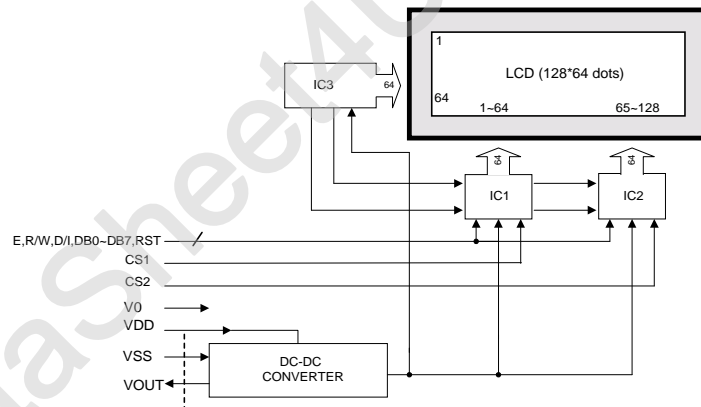 1
LCD (128*64 dots)
IC3
64
64
1~64
65~128
64
64
IC1
IC2
E,R/W,D/I,DB0~DB7,RST
CS1
CS2
V0
VDD
VSS
DC-DC
CONVERTER
VOUT